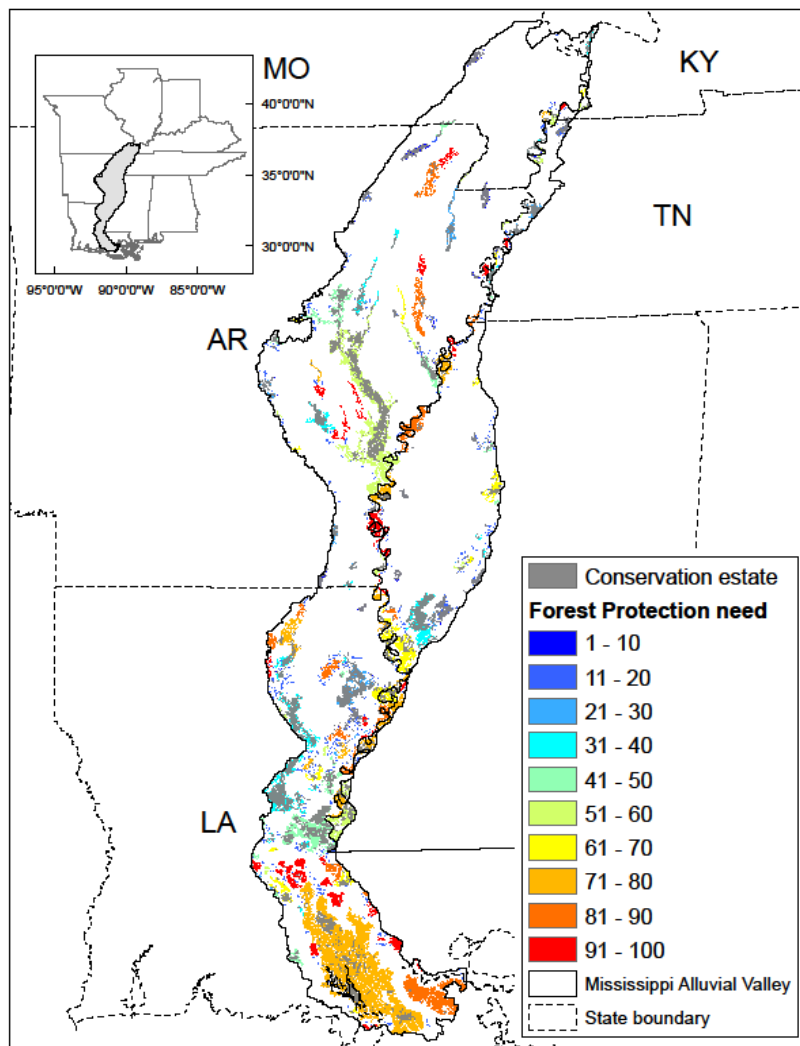 MO
KY
40°0'0"N
35°0'0"N
TN
30°0'0"N
95°0'0"W 90°0'0"W 85°0'0"W
AR
Conservation estate
Forest Protection need
1 - 10
11 - 20
21 - 30
31 - 40
41 - 50
LA
51 - 60
61 - 70
71 - 80
81 - 90
91 - 100
Mississippi Alluvial Valley
State boundary